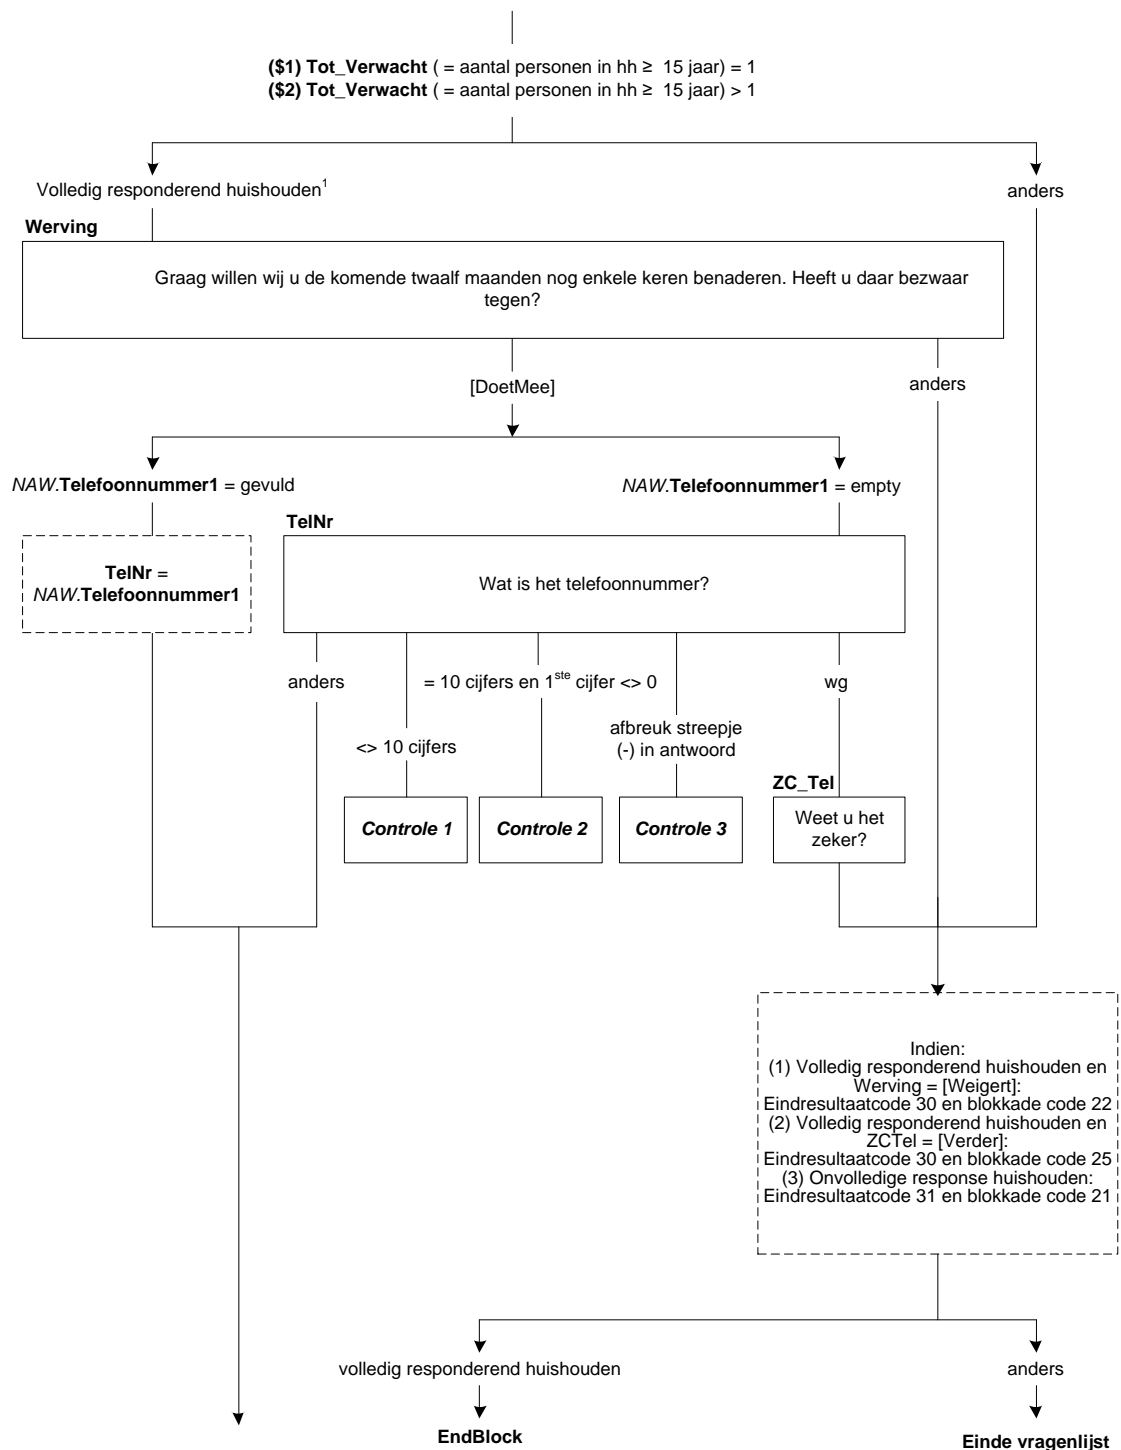 ($1) Tot_Verwacht ( = aantal personen in hh ≥ 15 jaar) = 1
($2) Tot_Verwacht ( = aantal personen in hh ≥ 15 jaar) > 1
Volledig responderend huishouden1
anders
Werving
Graag willen wij u de komende twaalf maanden nog enkele keren benaderen. Heeft u daar bezwaar
tegen?
[DoetMee]
anders
NAW.Telefoonnummer1 = gevuld
NAW.Telefoonnummer1 = empty
TelNr
TelNr =
NAW.Telefoonnummer1
Wat is het telefoonnummer?
anders
= 10 cijfers en 1ste cijfer <> 0
wg
<> 10 cijfers
afbreuk streepje
(-) in antwoord
ZC_Tel
Controle 1
Controle 2
Controle 3
Weet u het
zeker?
Indien:
(1) Volledig responderend huishouden en
Werving = [Weigert]:
Eindresultaatcode 30 en blokkade code 22
(2) Volledig responderend huishouden en
ZCTel = [Verder]:
Eindresultaatcode 30 en blokkade code 25
(3) Onvolledige response huishouden:
Eindresultaatcode 31 en blokkade code 21
volledig responderend huishouden
anders
EndBlock
Einde vragenlijst